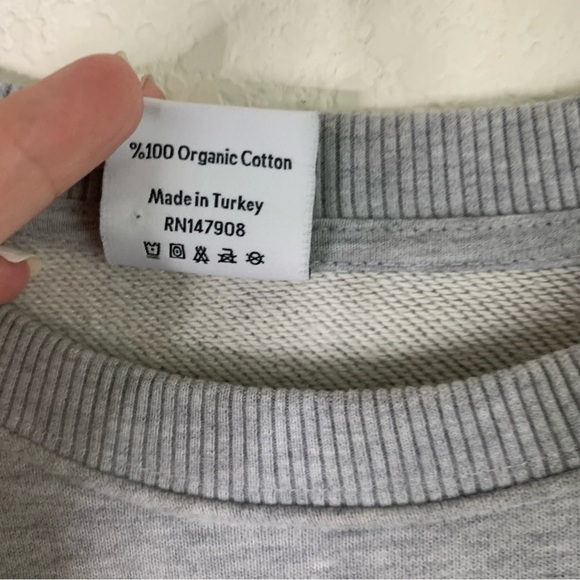 %100 Organic Cotton
Made in Turkey
RN147908